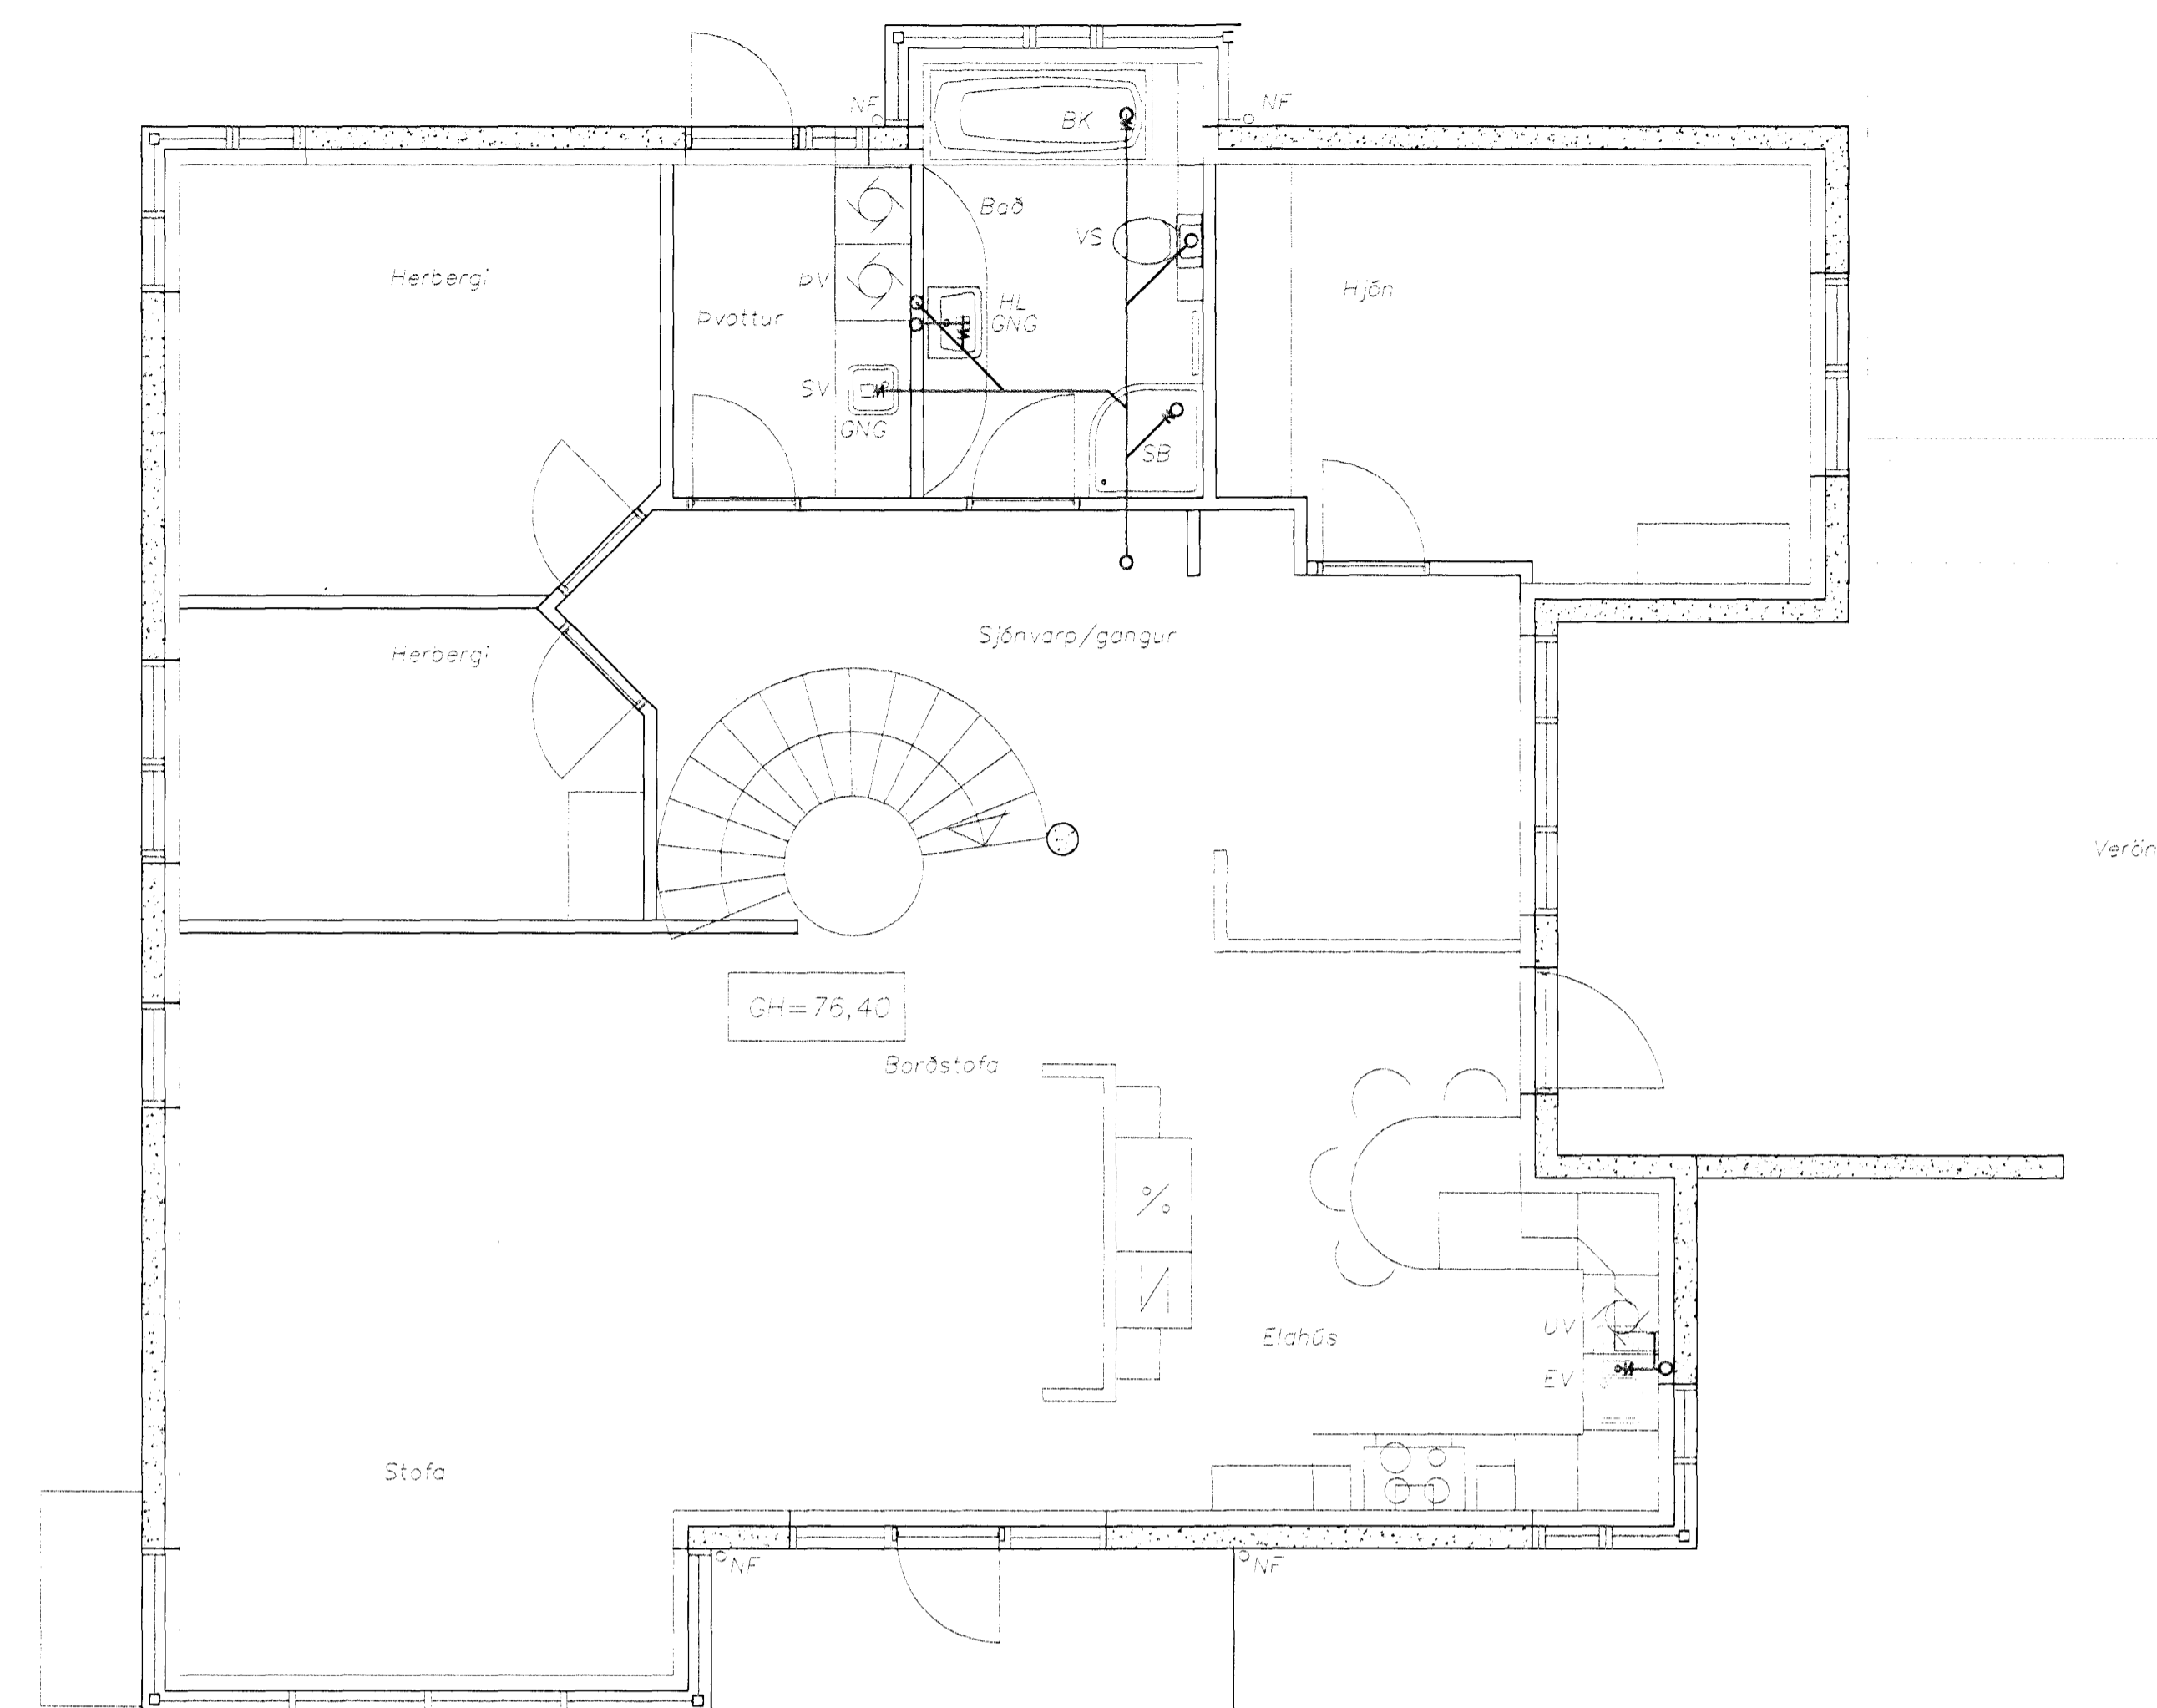 NF
NF
BK
Bað
VS
Herbergi
ÞV
HL
Hjón
Þvottur
GNG
SV
GNG
SB
Sjónvarp/gangur
Herbergi
GH=76,40
Borðstofa
UV
Eldhús
EV
Stofa
NF
NF